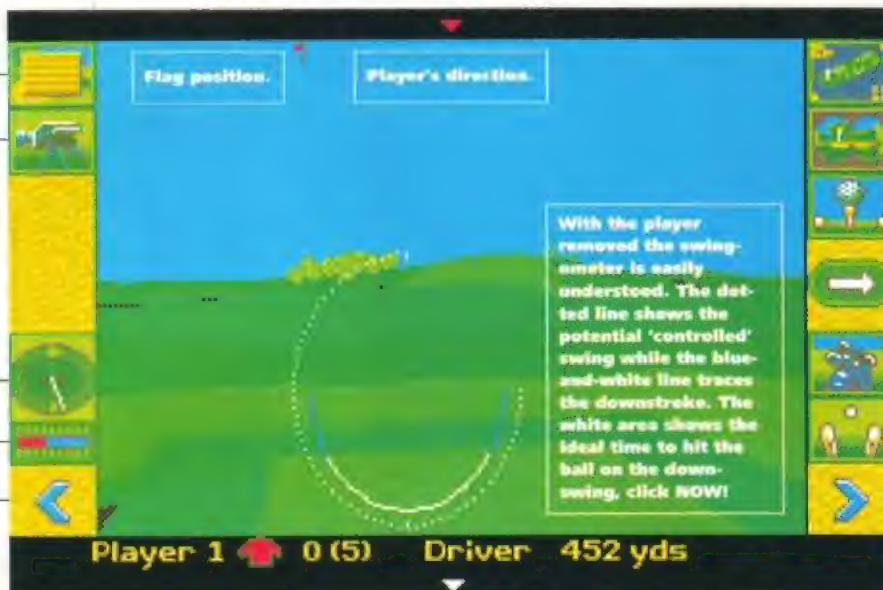 Flag position.
Player's direction.
With the player
removed the swing-
ometer is easily
understood. The dot-
ted line shows the
potential 'controlled'
swing while the blue-
and-white line traces
the downstroke. The
white area shows the
ideal time to hit the
ball on the down-
swing, click NOW!
Player 1 0 (5) Driver 452 yds